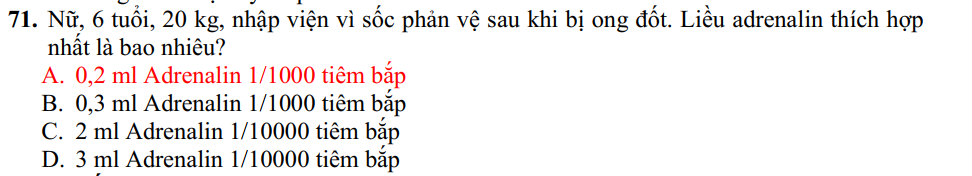 71. Nữ, 6 tuổi, 20 kg, nhập viện vì sốc phản vệ sau khi bị ong đốt. Liều adrenalin thích hợp
nhất là bao nhiêu?
A. 0,2 ml Adrenalin 1/1000 tiêm bắp
B. 0,3 ml Adrenalin 1/1000 tiêm bắp
C. 2 ml Adrenalin 1/10000 tiêm bắp
D. 3 ml Adrenalin 1/10000 tiêm bắp